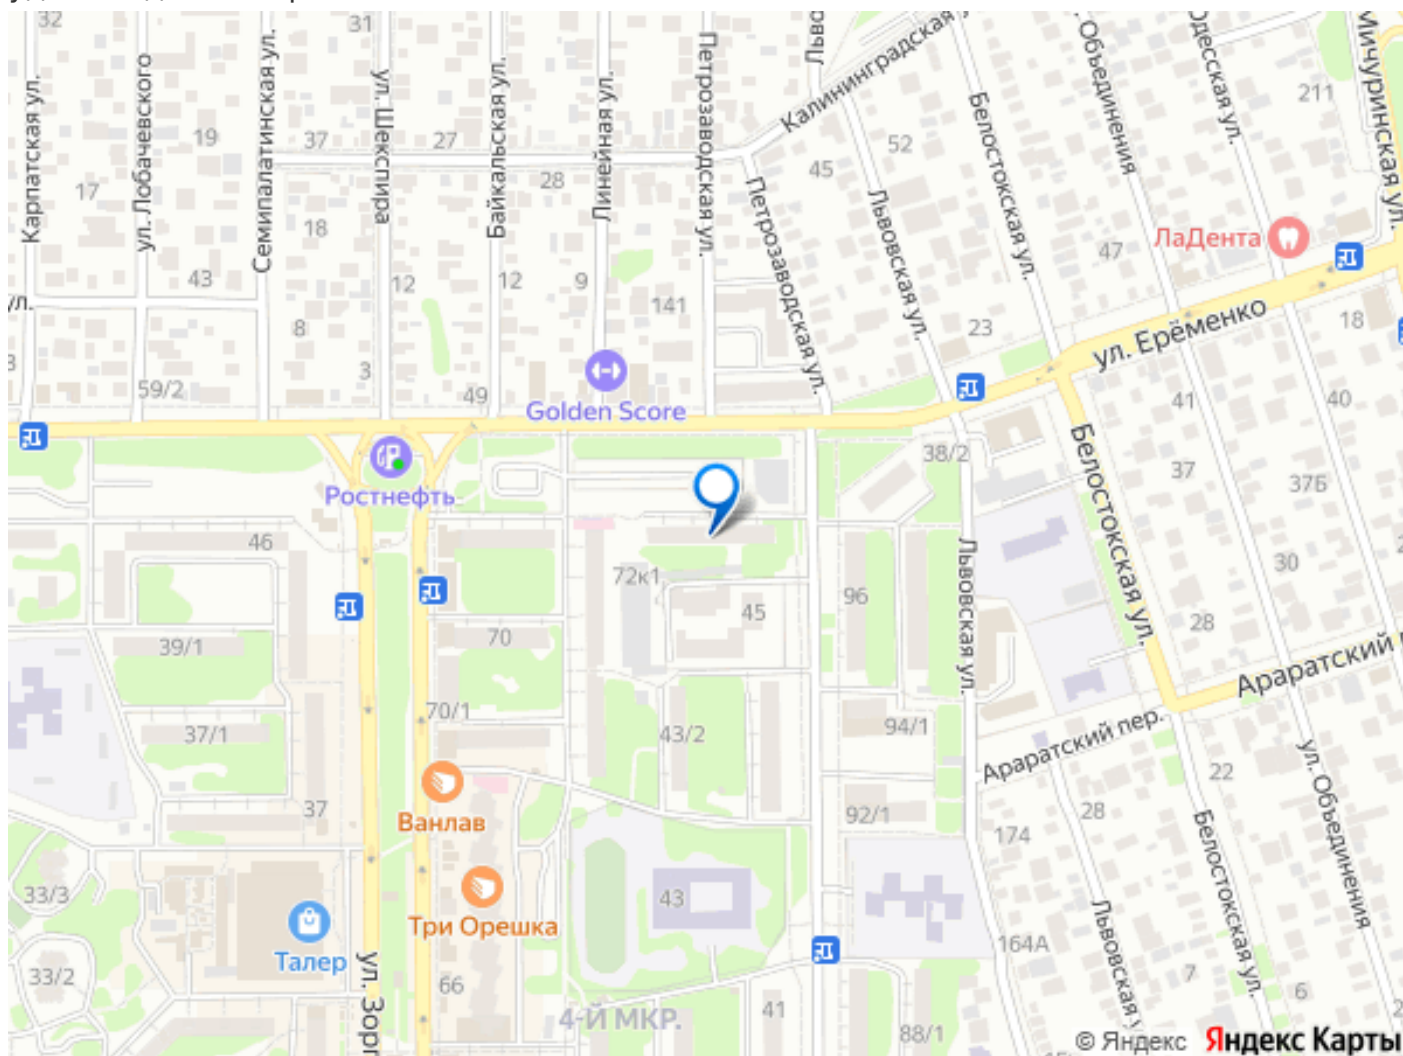 32
31
Карпатская ул.
ул. Лобачевского
Семипалатинская ул.
ул. Шекспира
Байкальская ул.
Линейная ул.
Петрозаводская ул.
Калининградская
Белостокская ул.
ул. Объединения
Одесская ул.
Мичуринская ул.
211
19
37
27
52
45
28
17
Петрозаводская ул.
Львовская ул.
18
47
ЛаДента
43
12
12
9
141
23
18
8
ул. Ерёменко
3
59/2
49
Golden Score
41
40
38/2
Белостокская ул.
37
37Б
Ростнефть
46
Львовская ул.
72к1
30
96
45
28
39/1
70
Араратский
70/1
37/1
43/2
94/1
Араратский пер.
22
ул. Объединения
37
Ванлав
92/1
28
174
Белостокская ул.
33/3
43
Три Орешка
Львовская ул.
Талер
164А
33/2
ул. Зорг
66
4-Й МКР.
41
88/1
7
6
© Яндекс Яндекс Карты